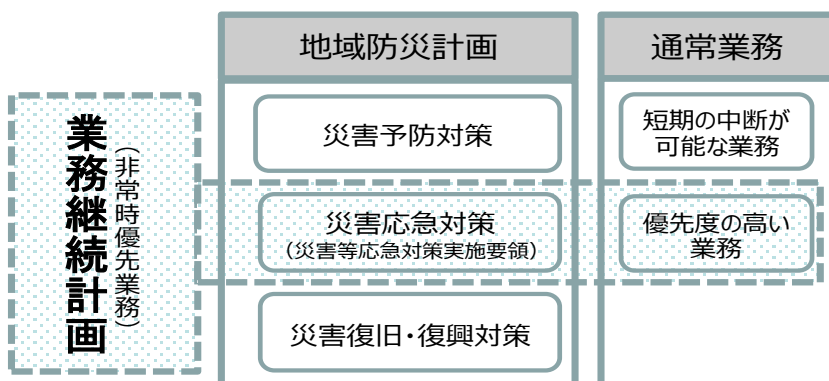 地域防災計画
通常業務
業務継続計画
（非常時優先業務）
災害予防対策
短期の中断が
可能な業務
災害応急対策
（災害等応急対策実施要領）
優先度の高い
業務
災害復旧・復興対策